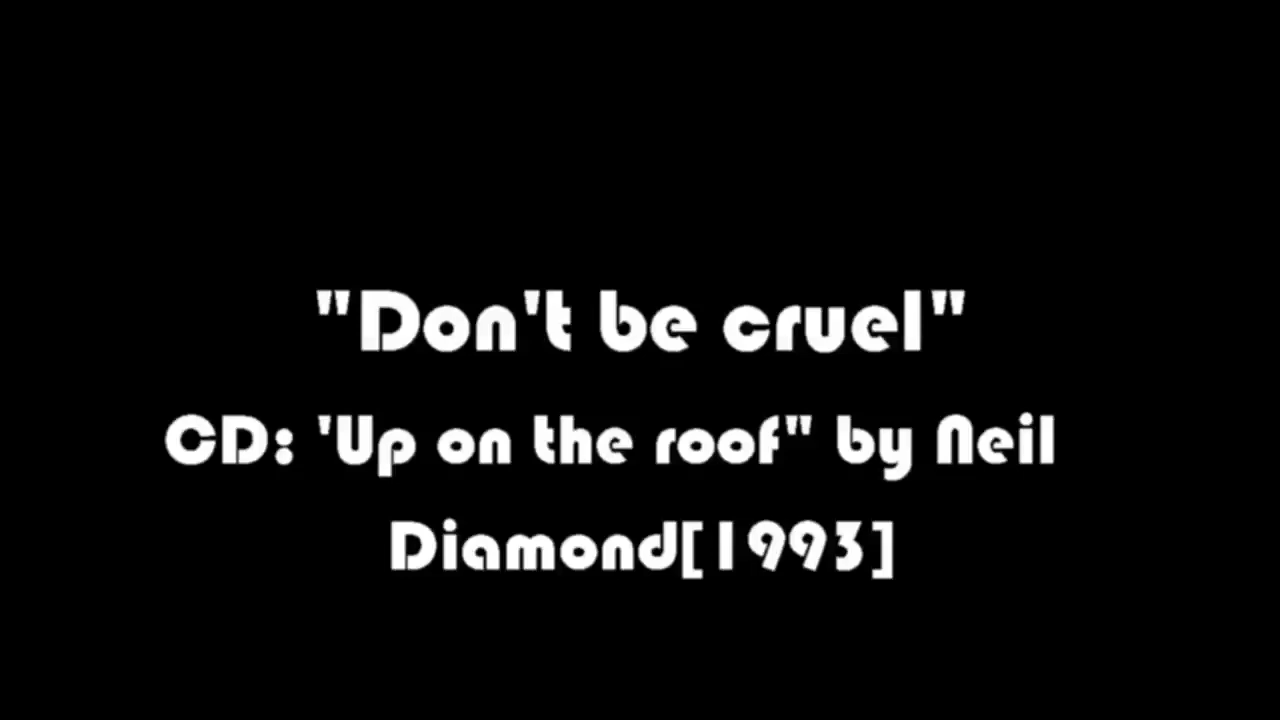 "Don't be cruel"
CD: 'Up on the roof" by Neil
Diamond[1993]